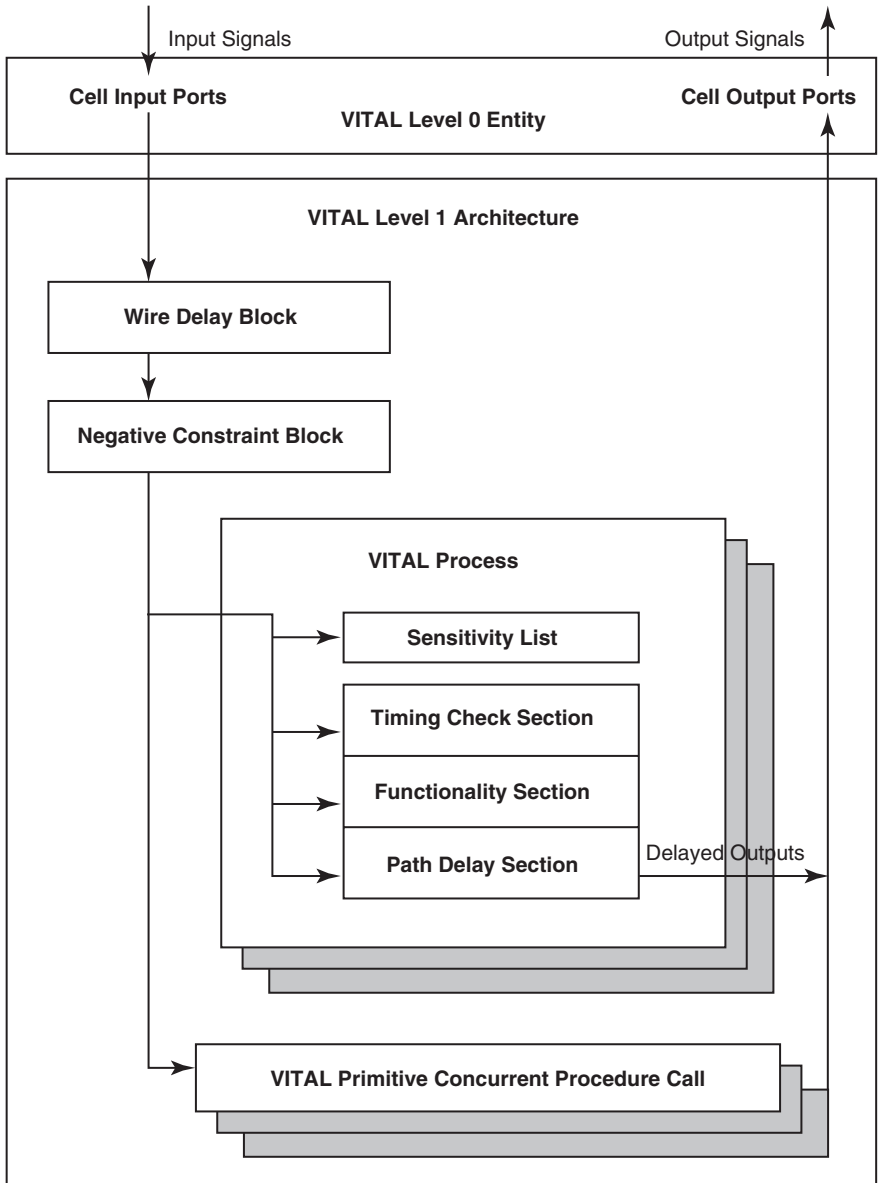 Input Signals
Output Signals
Cell Input Ports
Cell Output Ports
VITAL Level 0 Entity
VITAL Level 1 Architecture
Wire Delay Block
Negative Constraint Block
VITAL Process
Sensitivity List
Timing Check Section
Functionality Section
Path Delay Section
Delayed Outputs
VITAL Primitive Concurrent Procedure Call